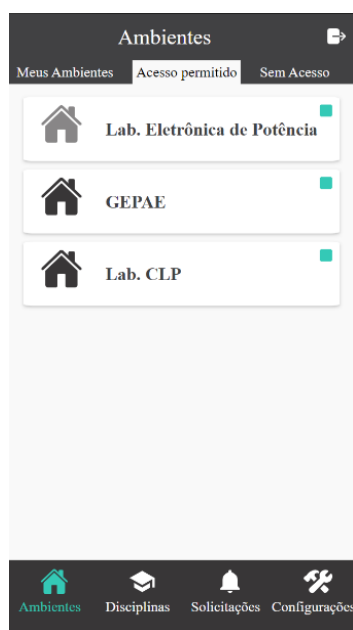 Ambientes
Meus Ambientes Acesso permitido Sem Acesso
Lab. Eletrônica de Potência
GEPAE
Lab. CLP
Ambientes Disciplinas Solicitações Configurações